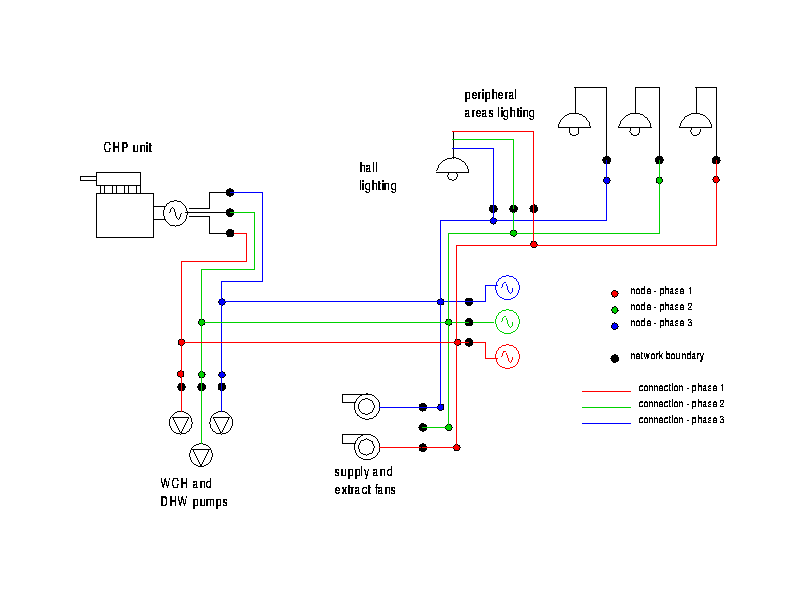 peripheral
areas lighting
CHP unit
hall
lighting
node - phase 1
node - phase 2
node - phase 3
network boundary
connection - phase 1
connection - phase 2
connection - phase 3
supply and
extract fans
WCH and
DHW pumps